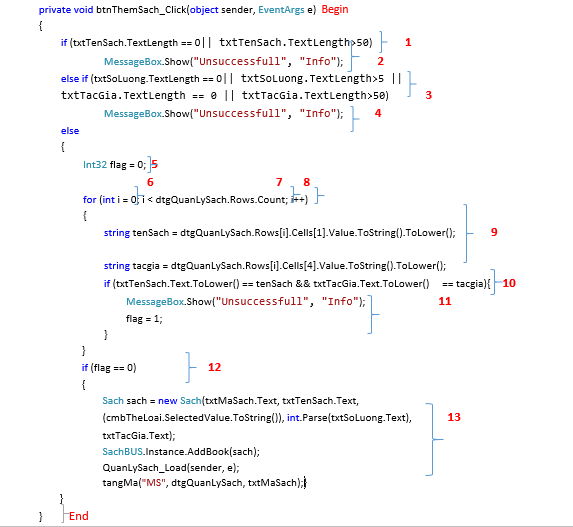 private void btnThemSach_Click(object sender, EventArgs e) Begin
{
if (txtTenSach.TextLength == 0|| txtTenSach.TextLength>50) 1
MessageBox.Show("Unsuccessfull", "Info"); 2
else if (txtSoLuong.TextLength == 0|| txtSoLuong.TextLength>5 ||
txtTacGia.TextLength == 0 || txtTacGia.TextLength>50) 3
MessageBox.Show("Unsuccessfull", "Info"); 4
else
{
Int32 flag = 0; 5
6 7 8
for (int i = 0; i < dtgQuanLySach.Rows.Count; i++)
{
string tenSach = dtgQuanLySach.Rows[i].Cells[1].Value.ToString().ToLower(); 9
string tacgia = dtgQuanLySach.Rows[i].Cells[4].Value.ToString().ToLower();
if (txtTenSach.Text.ToLower() == tenSach && txtTacGia.Text.ToLower() == tacgia){ 10
MessageBox.Show("Unsuccessfull", "Info"); 11
flag = 1;
}
}
if (flag == 0) 12
{
Sach sach = new Sach(txtMaSach.Text, txtTenSach.Text,
(cmbTheLoai.SelectedValue.ToString()), int.Parse(txtSoLuong.Text), 13
txtTacGia.Text);
SachBUS.Instance.AddBook(sach);
QuanLySach_Load(sender, e);
tangMa("MS", dtgQuanLySach, txtMaSach);}
}
} End